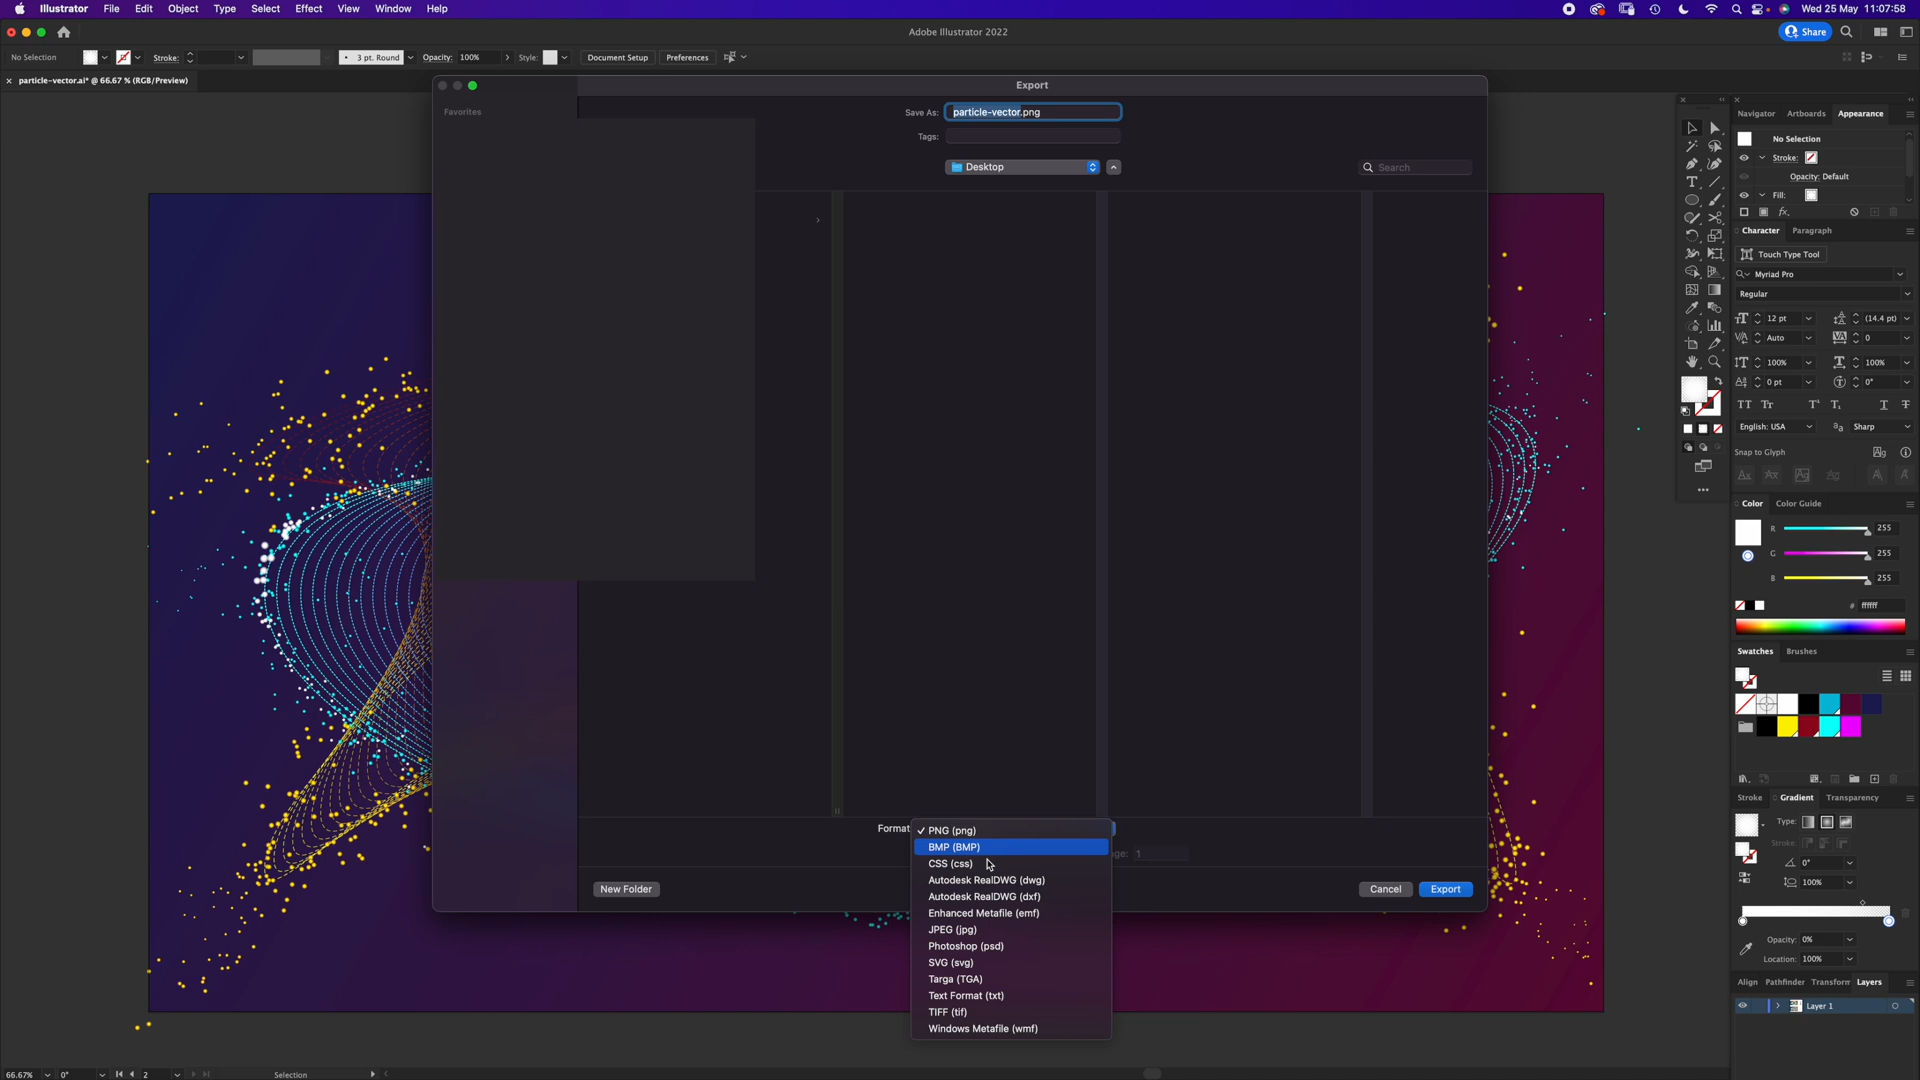 Illustrator File Edit Object Type Select Effect View Window Help
Wed 25 May 11:07:58
Adobe Illustrator 2022
Share
No Selection
Stroke:
3 pt. Round
Opacity: 100%
Style:
Document Setup
Preferences
particle-vector.ai* @ 66.67 % (RGB/Preview)
Export
Favorites
Save As: particle-vector.png
Tags:
Desktop
Search
Format
PNG (png)
BMP (BMP)
CSS (css)
Autodesk RealDWG (dwg)
Autodesk RealDWG (dxf)
Enhanced Metafile (emf)
JPEG (jpg)
Photoshop (psd)
SVG (svg)
Targa (TGA)
Text Format (txt)
TIFF (tif)
Windows Metafile (wmf)
1
New Folder
Cancel
Export
Navigator Artboards Appearance
No Selection
Stroke:
Opacity: Default
Fill:
Character Paragraph
Touch Type Tool
Myriad Pro
Regular
12 pt (14.4 pt)
Auto 0
100% 100%
0 pt 0°
English: USA Sharp
Snap to Glyph
Color Color Guide
R 255
G 255
B 255
# ffffff
Swatches Brushes
Stroke Gradient Transparency
Type:
Stroke:
0°
100%
Opacity: 0%
Location: 100%
Align Pathfinder Transform Layers
Layer 1
66.67% 0° 2 Selection